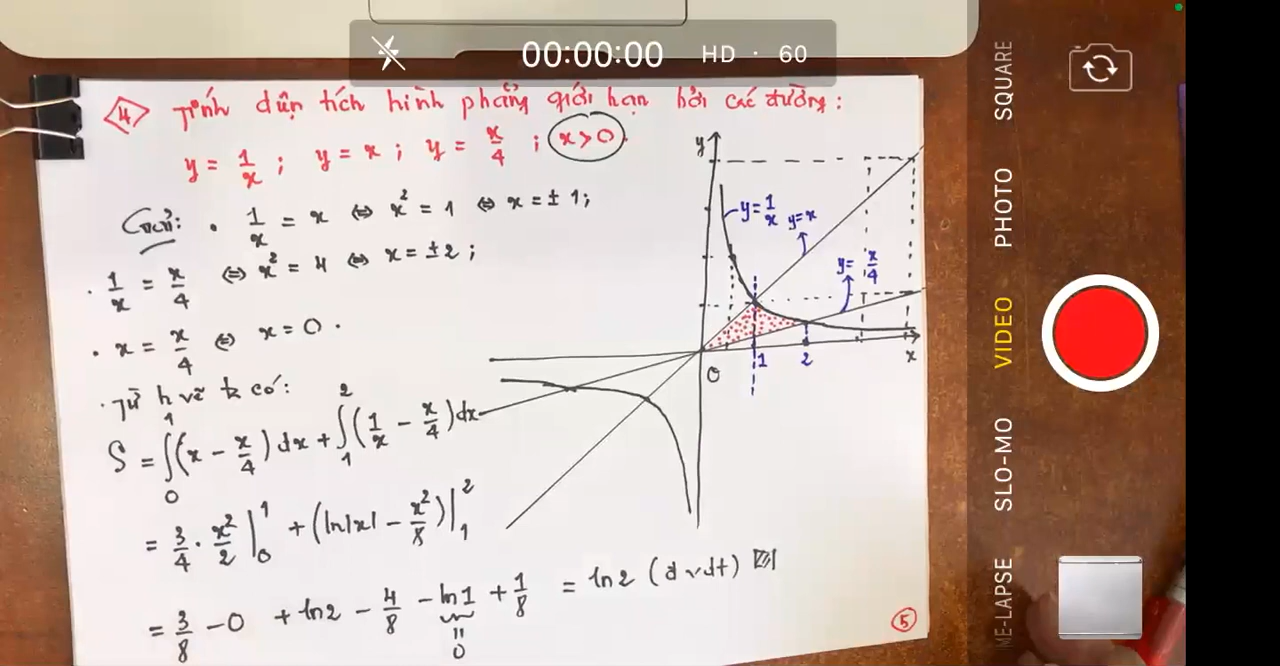 00:00:00 HD · 60
4 Tính diện tích hình phẳng giới hạn bởi các đường:
y = 1/x ; y = x ; y = x/4 ; x > 0.
Giải: • 1/x = x ⇔ x² = 1 ⇔ x = ± 1;
• 1/x = x/4 ⇔ x² = 4 ⇔ x = ±2 ;
• x = x/4 ⇔ x = 0 .
• Từ h vẽ ta có:
S = ∫₀¹ (x − x/4) dx + ∫₁² (1/x − x/4) dx
= 3/4 · x²/2 |₀¹ + (ln|x| − x²/8) |₁²
= 3/8 − 0 + ln2 − 4/8 − ln1 + 1/8 = ln2 (đvdt)
=
0
5
y
y = 1/x
y = x
y = x/4
O
1
2
x
ME-LAPSE
SLO-MO
VIDEO
PHOTO
SQUARE